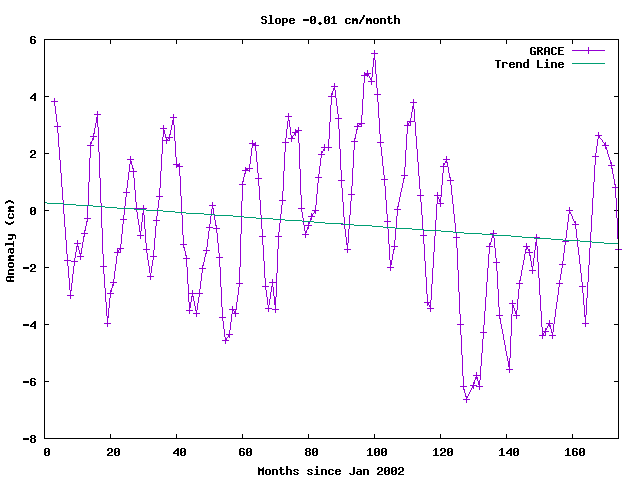 Slope -0.01 cm/month
GRACE
Trend Line
6
4
2
0
-2
-4
-6
-8
Anomaly (cm)
0 20 40 60 80 100 120 140 160
Months since Jan 2002